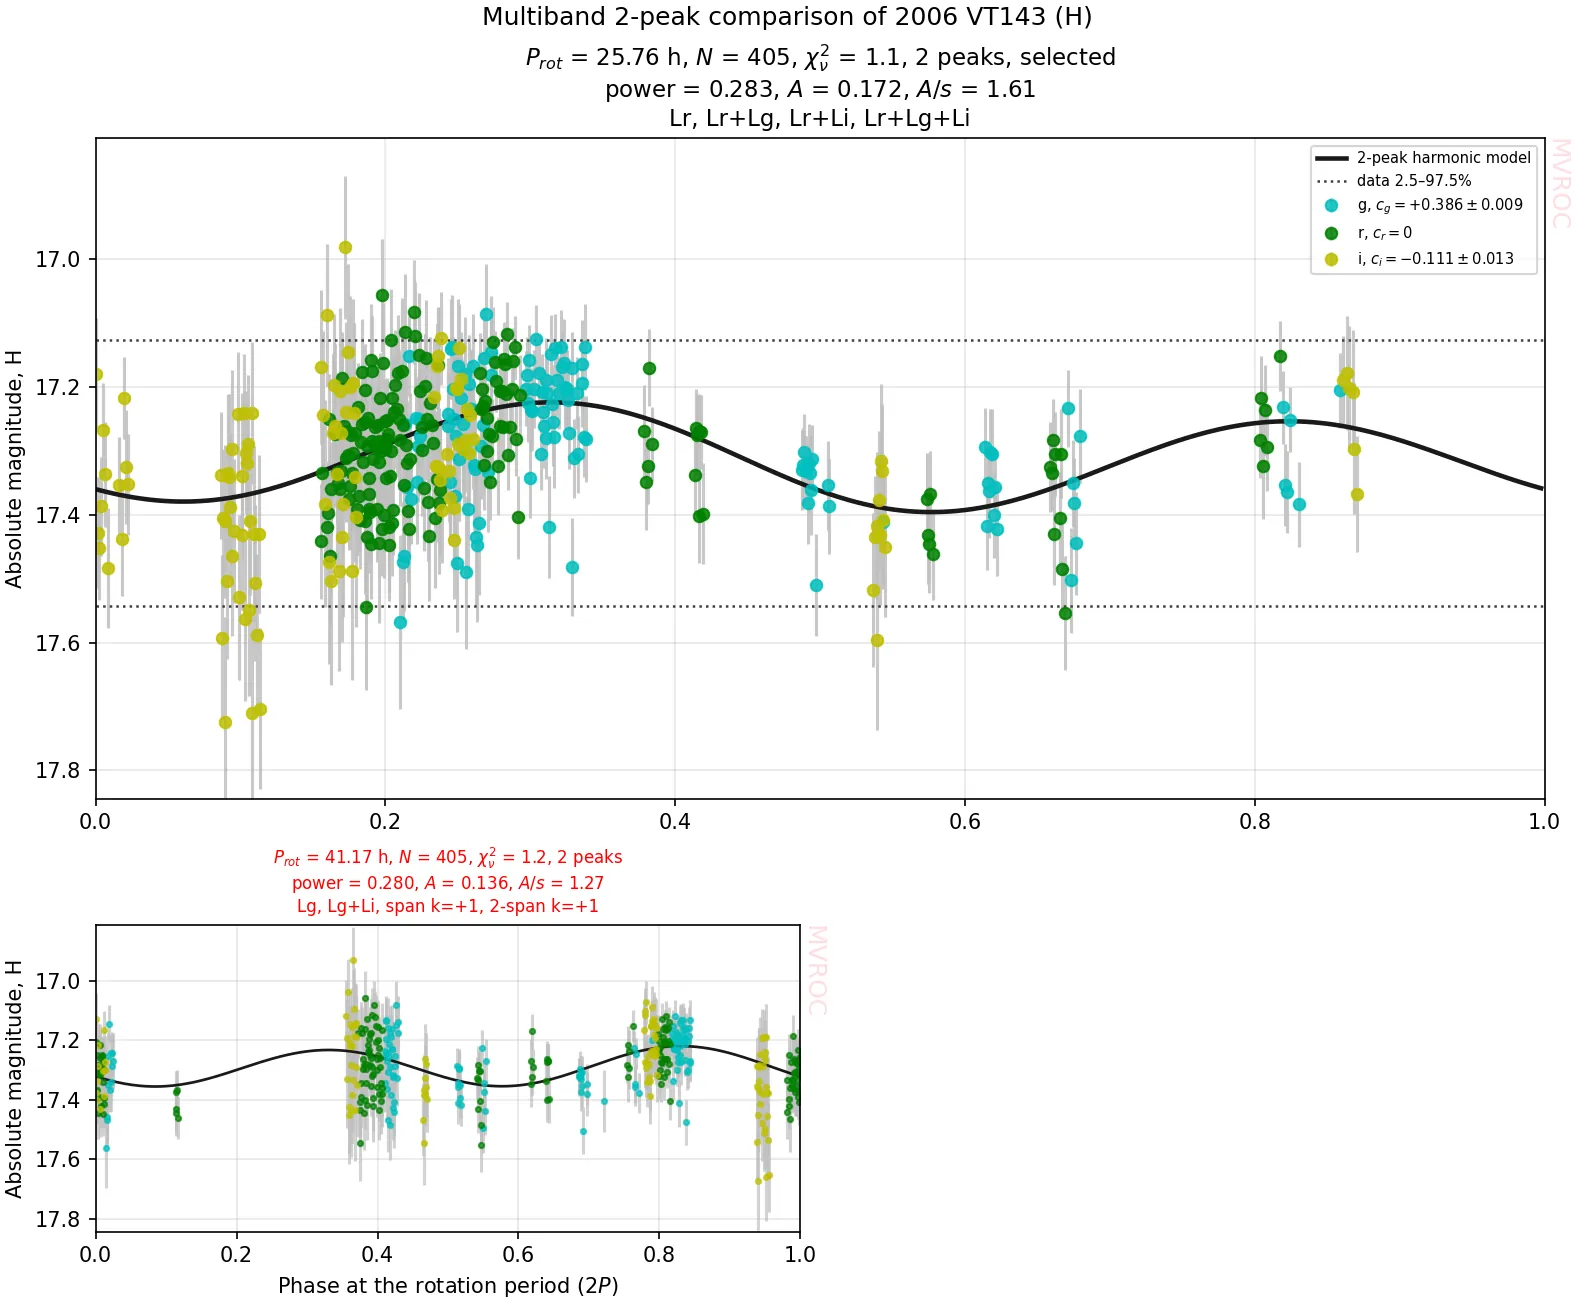 Multiband 2-peak comparison of 2006 VT143 (H)
P_rot = 25.76 h, N = 405, χ²_ν = 1.1, 2 peaks, selected
power = 0.283, A = 0.172, A/s = 1.61
Lr, Lr+Lg, Lr+Li, Lr+Lg+Li
2-peak harmonic model
data 2.5–97.5%
g, c_g = +0.386 ± 0.009
r, c_r = 0
i, c_i = −0.111 ± 0.013
MVROC
Absolute magnitude, H
17.0
17.2
17.4
17.6
17.8
0.0 0.2 0.4 0.6 0.8 1.0
P_rot = 41.17 h, N = 405, χ²_ν = 1.2, 2 peaks
power = 0.280, A = 0.136, A/s = 1.27
Lg, Lg+Li, span k=+1, 2-span k=+1
MVROC
Absolute magnitude, H
17.0
17.2
17.4
17.6
17.8
0.0 0.2 0.4 0.6 0.8 1.0
Phase at the rotation period (2P)